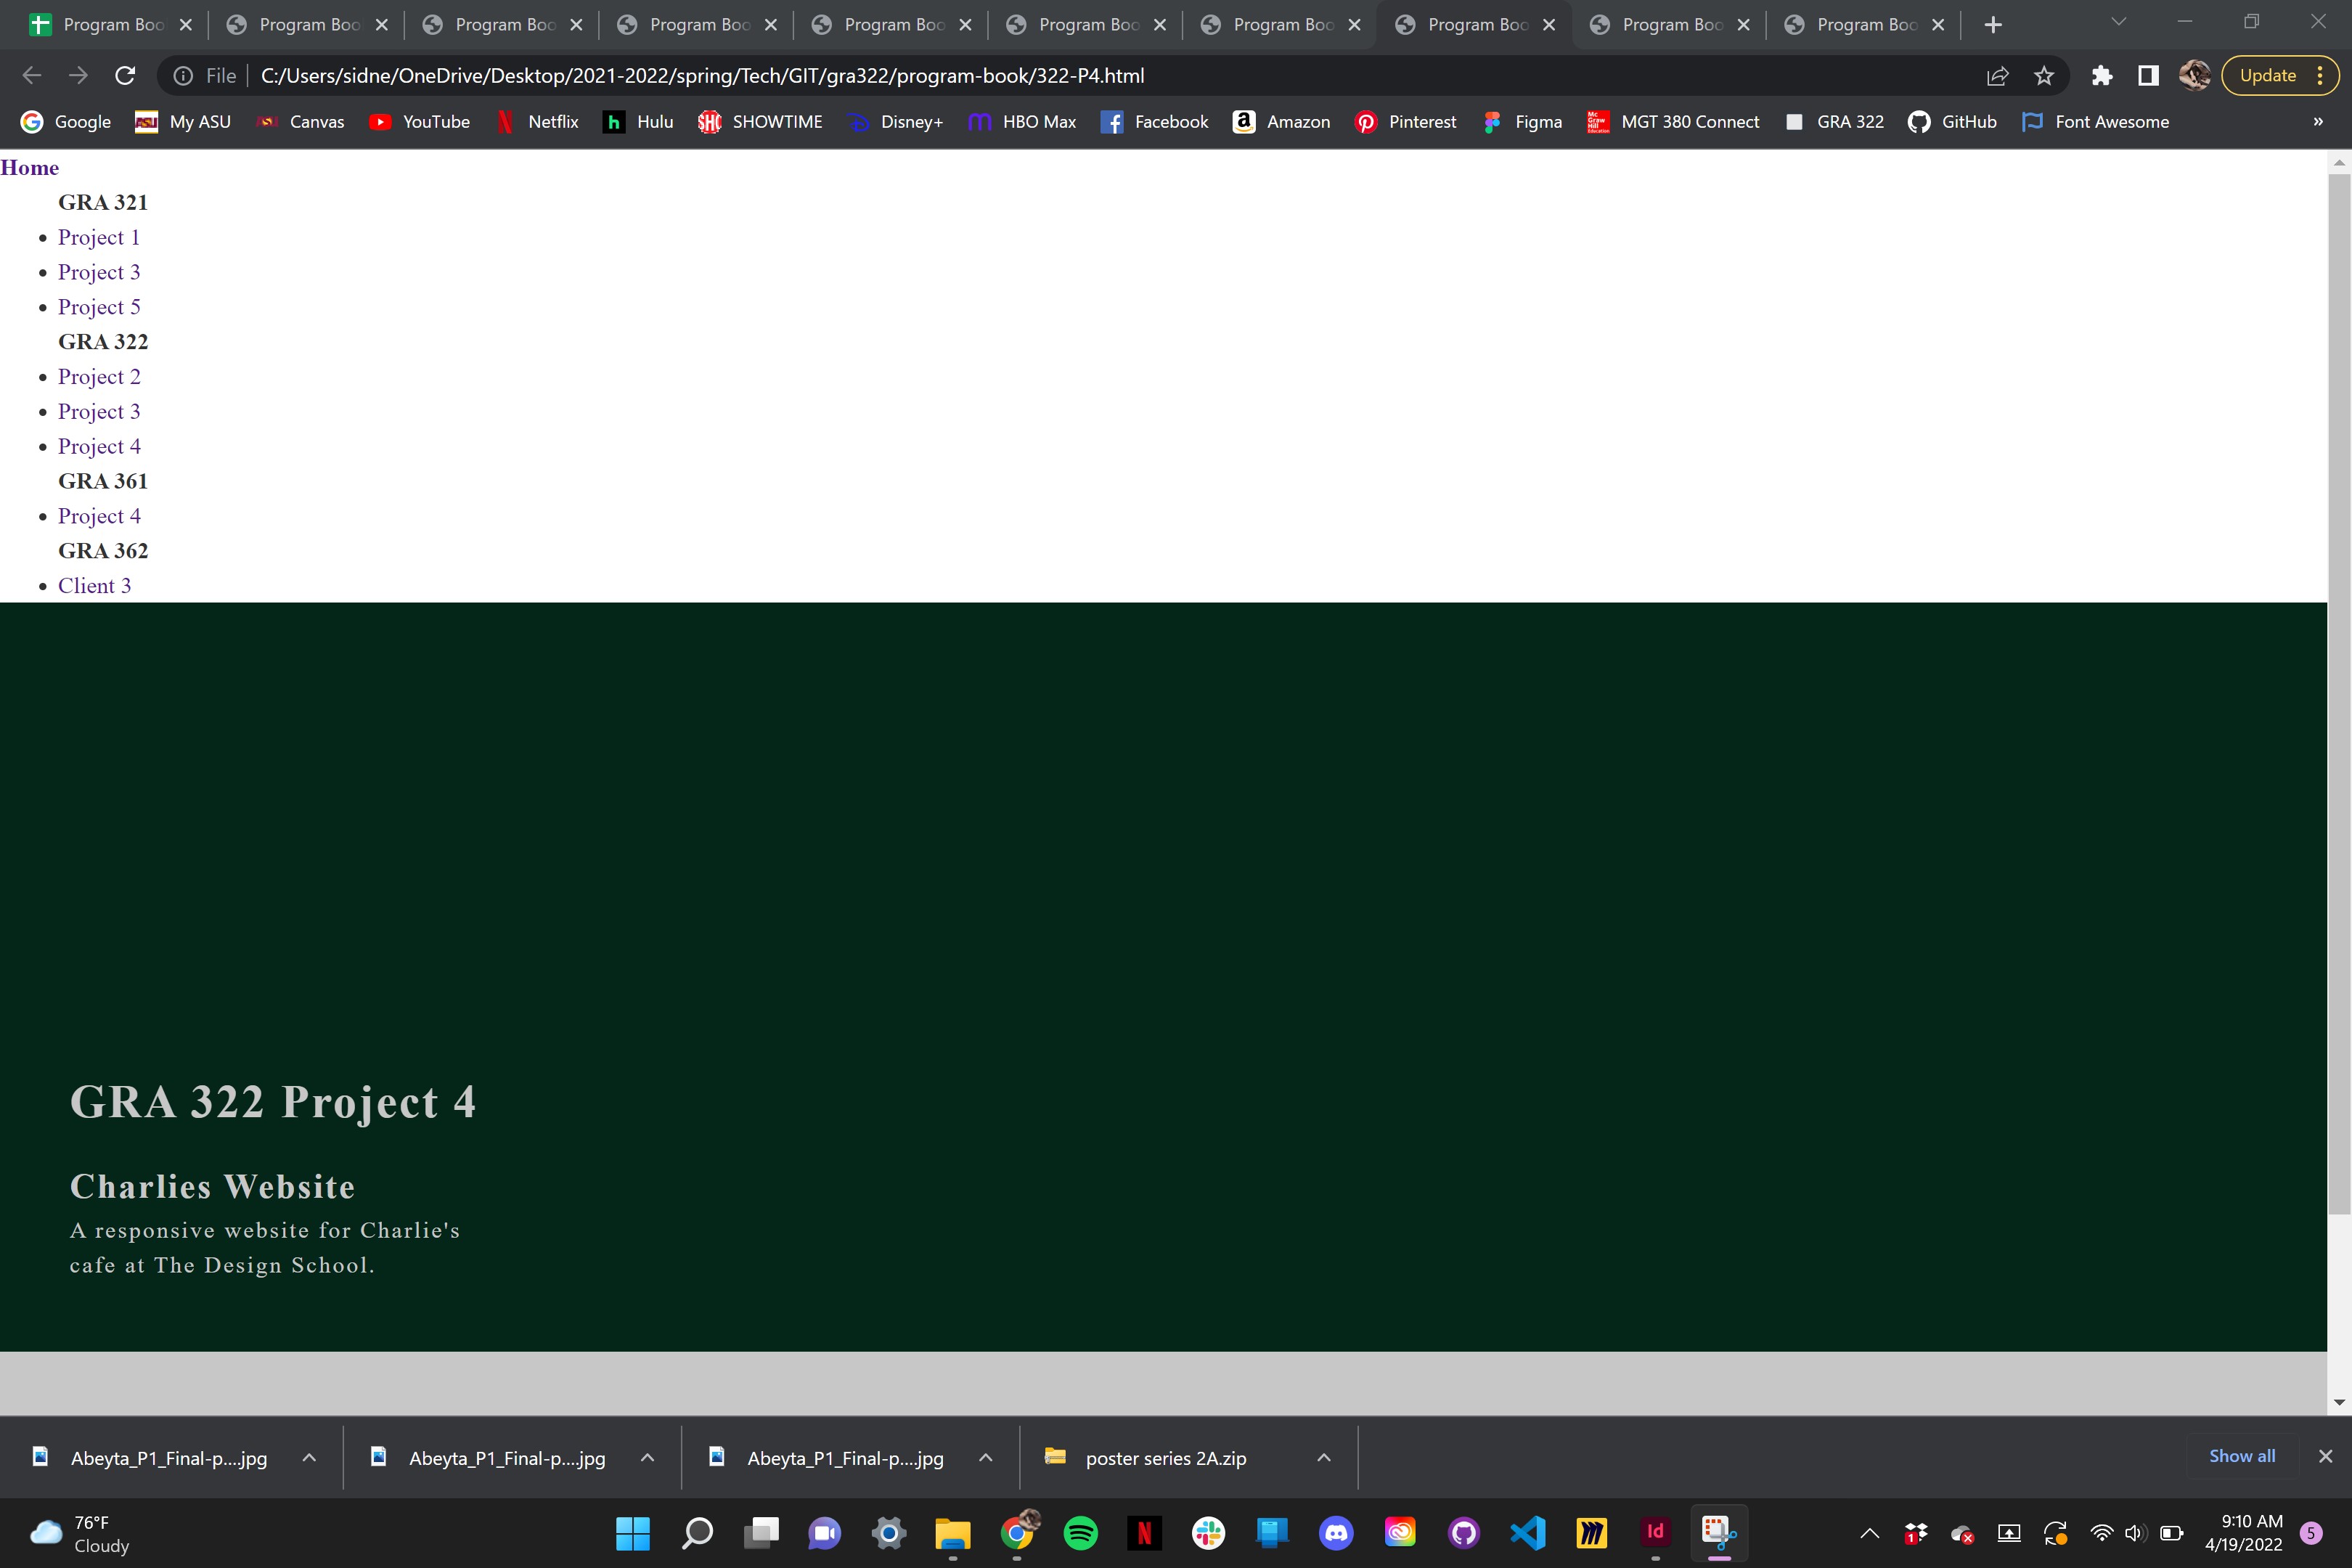 Program Boo
Program Boo
Program Boo
Program Boo
Program Boo
Program Boo
Program Boo
Program Boo
Program Boo
Program Boo
File C:/Users/sidne/OneDrive/Desktop/2021-2022/spring/Tech/GIT/gra322/program-book/322-P4.html Update
Google My ASU Canvas YouTube Netflix Hulu SHOWTIME Disney+ HBO Max Facebook Amazon Pinterest Figma MGT 380 Connect GRA 322 GitHub Font Awesome »
Home
GRA 321
• Project 1
• Project 3
• Project 5
GRA 322
• Project 2
• Project 3
• Project 4
GRA 361
• Project 4
GRA 362
• Client 3
GRA 322 Project 4
Charlies Website
A responsive website for Charlie's
cafe at The Design School.
Abeyta_P1_Final-p....jpg Abeyta_P1_Final-p....jpg Abeyta_P1_Final-p....jpg poster series 2A.zip Show all
76°F
Cloudy
9:10 AM
4/19/2022
5